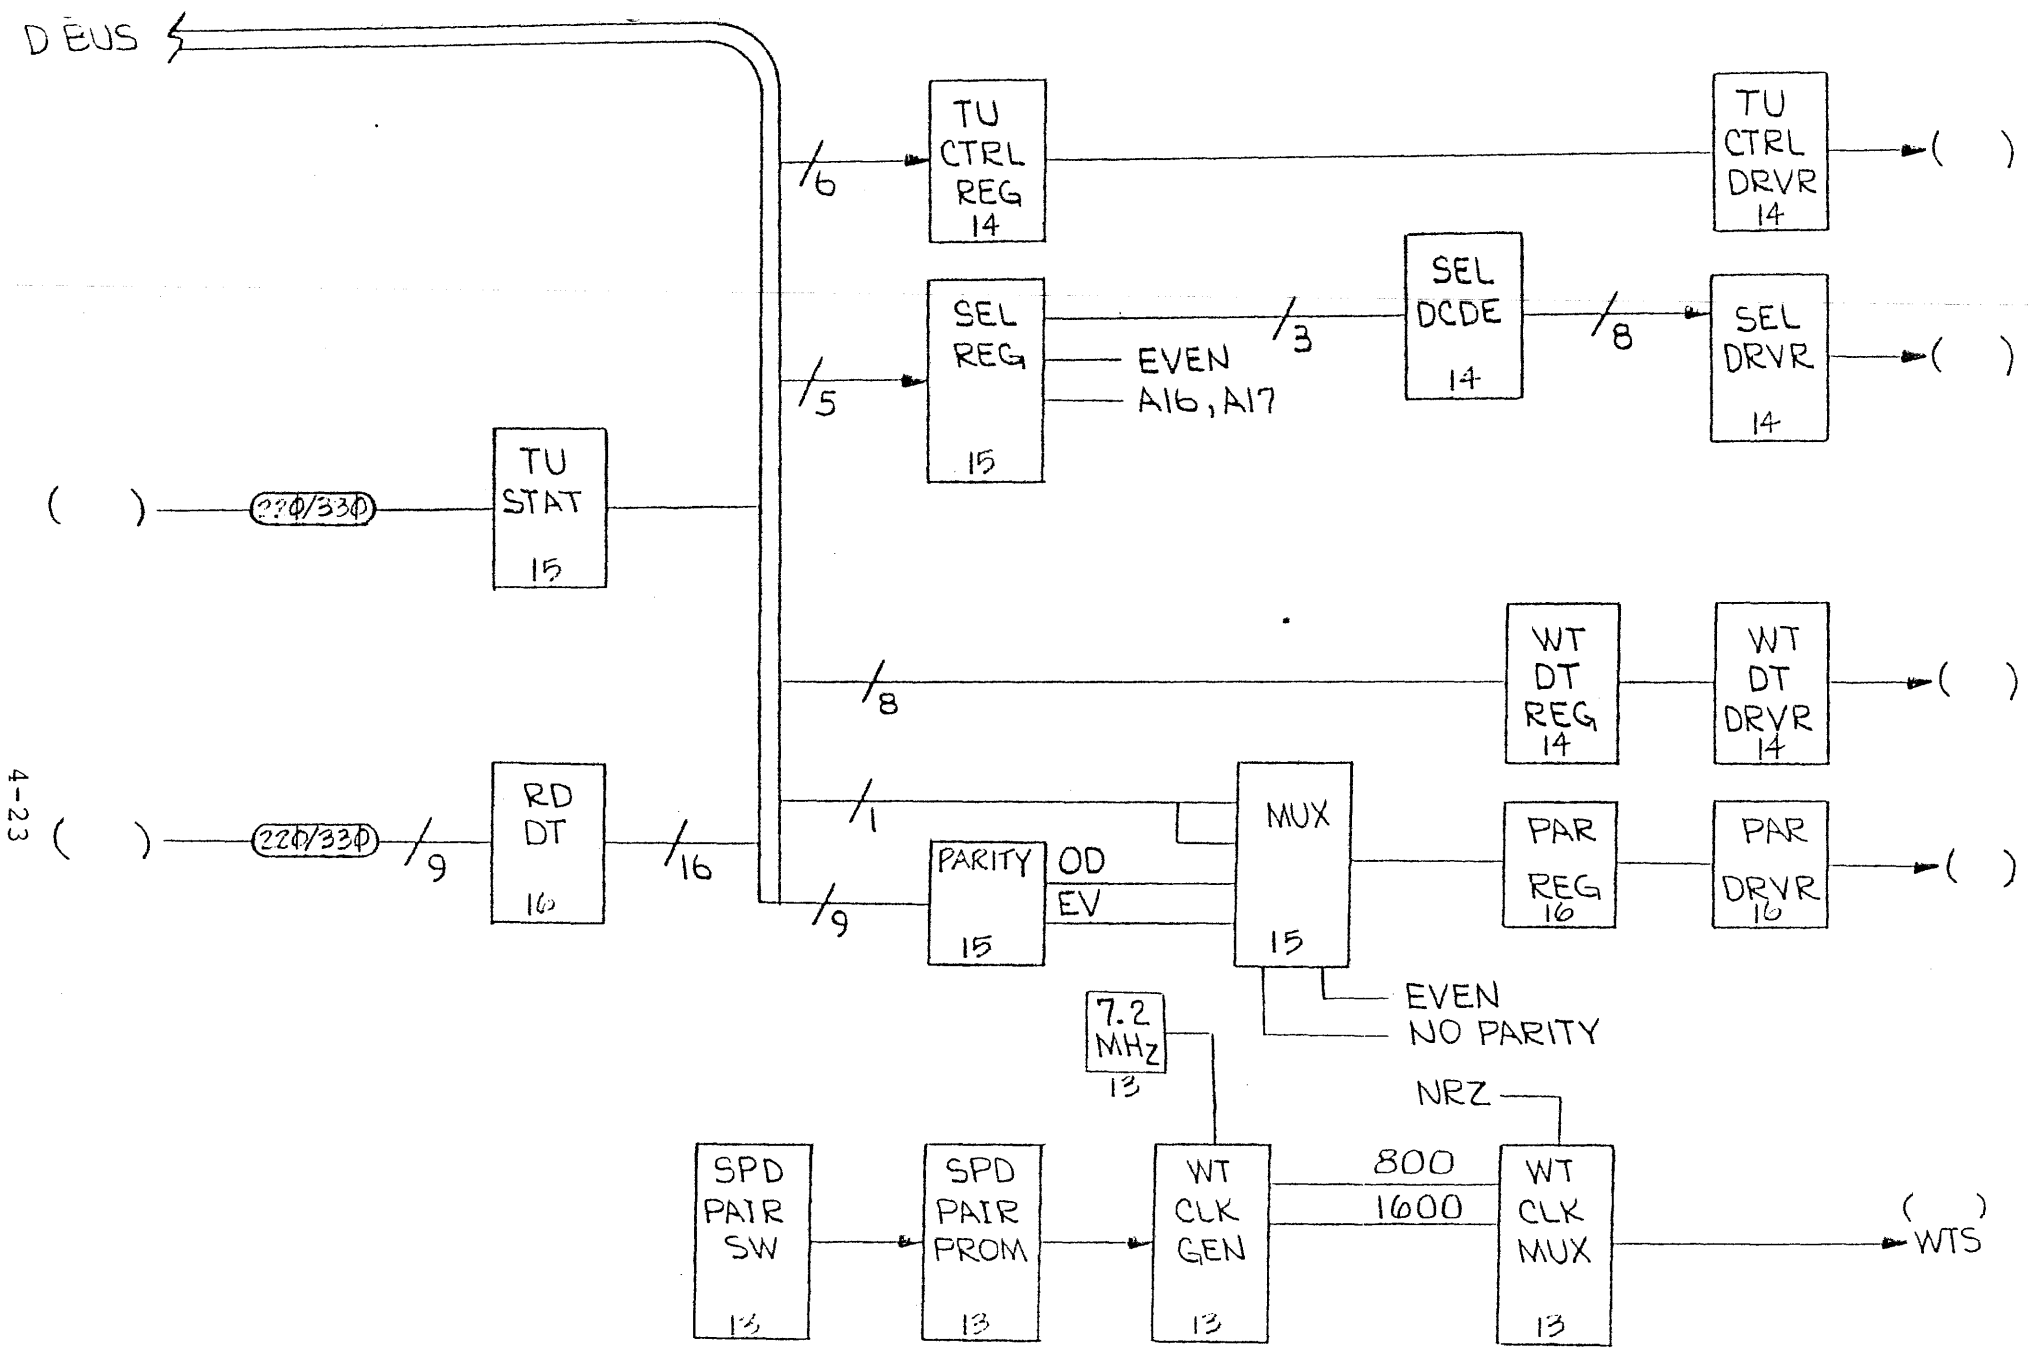 D BUS
TU
CTRL
REG
14
/6
TU
CTRL
DRVR
14
( )
SEL
REG
15
/5
/3
EVEN
A16, A17
SEL
DCDE
14
/8
SEL
DRVR
14
( )
( )
220/330
TU
STAT
15
/8
WT
DT
REG
14
WT
DT
DRVR
14
( )
4-23
( )
220/330
/9
RD
DT
16
/16
/1
/9
PARITY
15
OD
EV
MUX
15
EVEN
NO PARITY
PAR
REG
16
PAR
DRVR
16
( )
7.2
MHz
13
NRZ
SPD
PAIR
SW
13
SPD
PAIR
PROM
13
WT
CLK
GEN
13
800
1600
WT
CLK
MUX
13
( )
WTS